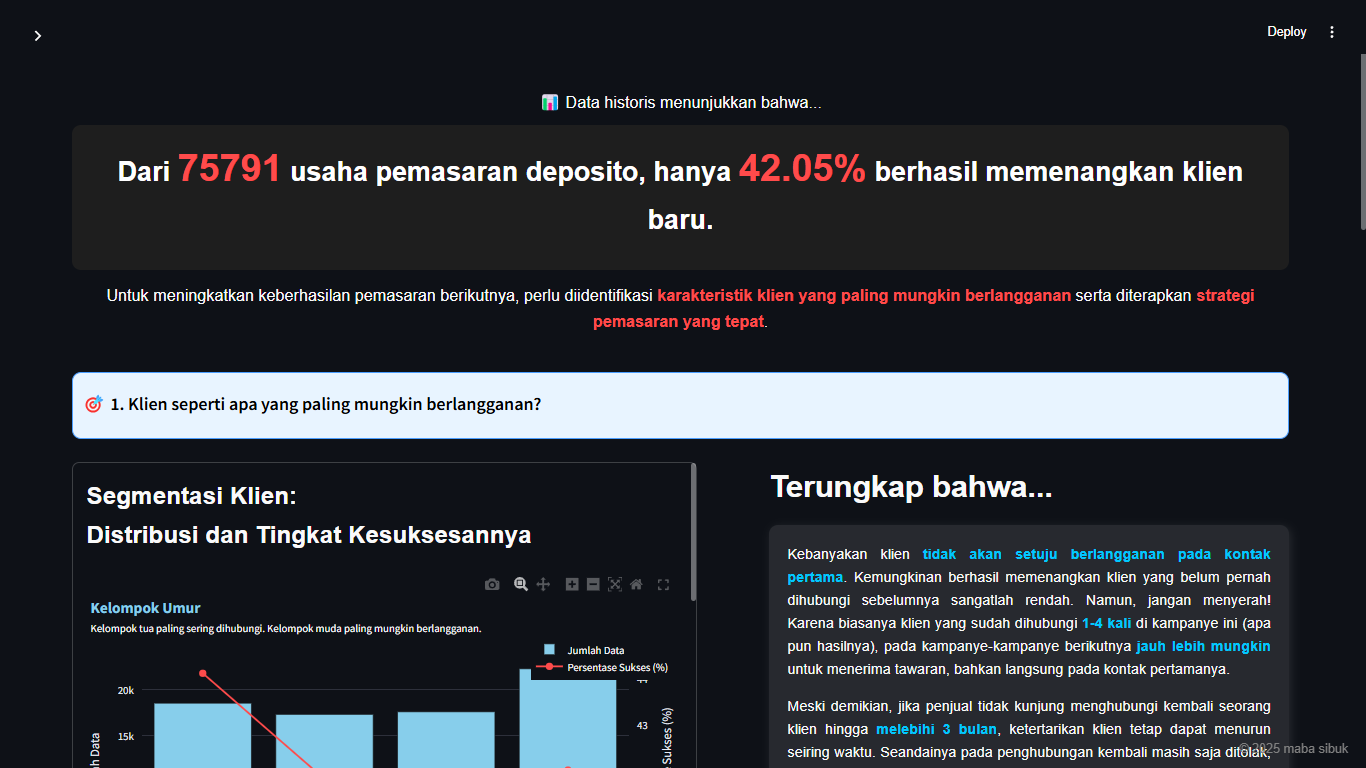 Deploy
Data historis menunjukkan bahwa...
Dari 75791 usaha pemasaran deposito, hanya 42.05% berhasil memenangkan klien
baru.
Untuk meningkatkan keberhasilan pemasaran berikutnya, perlu diidentifikasi karakteristik klien yang paling mungkin berlangganan serta diterapkan strategi
pemasaran yang tepat.
1. Klien seperti apa yang paling mungkin berlangganan?
Segmentasi Klien:
Distribusi dan Tingkat Kesuksesannya
Kelompok Umur
Kelompok tua paling sering dihubungi. Kelompok muda paling mungkin berlangganan.
Jumlah Data
Persentase Sukses (%)
20k
15k
43
Data
Sukses (%)
Terungkap bahwa...
Kebanyakan klien tidak akan setuju berlangganan pada kontak
pertama. Kemungkinan berhasil memenangkan klien yang belum pernah
dihubungi sebelumnya sangatlah rendah. Namun, jangan menyerah!
Karena biasanya klien yang sudah dihubungi 1-4 kali di kampanye ini (apa
pun hasilnya), pada kampanye-kampanye berikutnya jauh lebih mungkin
untuk menerima tawaran, bahkan langsung pada kontak pertamanya.
Meski demikian, jika penjual tidak kunjung menghubungi kembali seorang
klien hingga melebihi 3 bulan, ketertarikan klien tetap dapat menurun
seiring waktu. Seandainya pada penghubungan kembali masih saja ditolak,
© 2025 maba sibuk